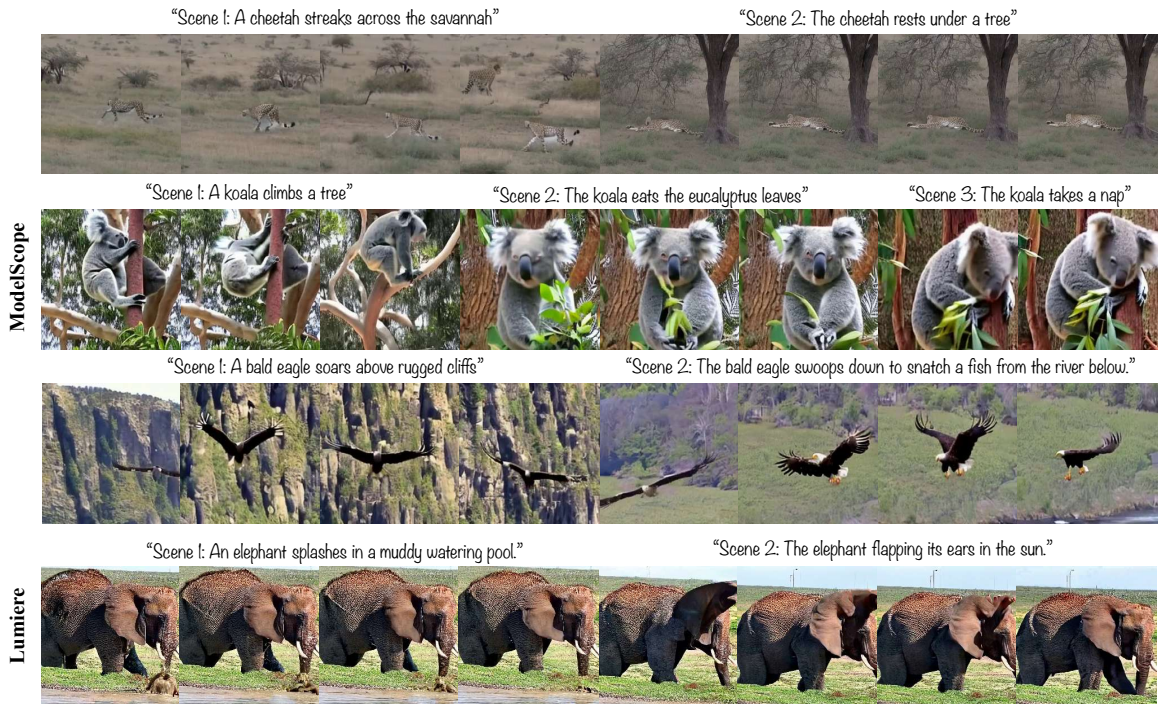 “Scene 1: A cheetah streaks across the savannah”
“Scene 2: The cheetah rests under a tree”
ModelScope
“Scene 1: A koala climbs a tree”
“Scene 2: The koala eats the eucalyptus leaves”
“Scene 3: The koala takes a nap”
“Scene 1: A bald eagle soars above rugged cliffs”
“Scene 2: The bald eagle swoops down to snatch a fish from the river below.”
Lumiere
“Scene 1: An elephant splashes in a muddy watering pool.”
“Scene 2: The elephant flapping its ears in the sun.”